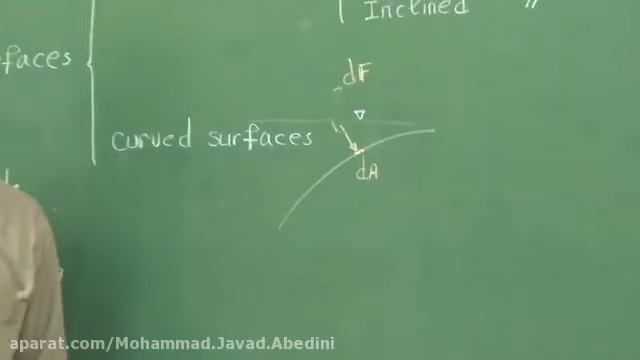 Inclined "
faces
dF
curved surfaces
dA
aparat.com/Mohammad.Javad.Abedini